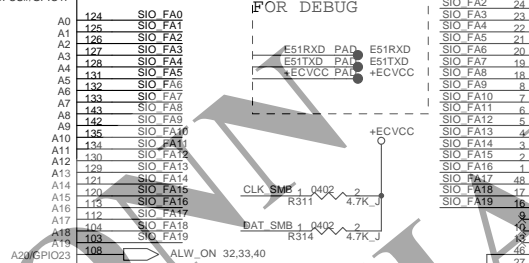 FOR DEBUG
A0 124 SIO_FA0
A1 125 SIO_FA1
A2 126 SIO_FA2
A3 127 SIO_FA3
A4 128 SIO_FA4
A5 131 SIO_FA5
A6 132 SIO_FA6
A7 133 SIO_FA7
A8 143 SIO_FA8
A9 142 SIO_FA9
A10 135 SIO_FA10
A11 134 SIO_FA11
A12 130 SIO_FA12
A13 129 SIO_FA13
A14 121 SIO_FA14
A15 120 SIO_FA15
A16 113 SIO_FA16
A17 112 SIO_FA17
A18 104 SIO_FA18
A19 103 SIO_FA19
A20/GPIO23 108 ALW_ON 32,33,40
E51RXD PAD E51RXD
E51TXD PAD E51TXD
+ECVCC PAD +ECVCC
+ECVCC
CLK_SMB 1 0402 2
R311 4.7K_J
DAT_SMB 1 0402 2
R314 4.7K_J
SIO_FA2 24
SIO_FA3 23
SIO_FA4 22
SIO_FA5 21
SIO_FA6 20
SIO_FA7 19
SIO_FA8 18
SIO_FA9 8
SIO_FA10 7
SIO_FA11 6
SIO_FA12 5
SIO_FA13 4
SIO_FA14 3
SIO_FA15 2
SIO_FA16 1
SIO_FA17 48
SIO_FA18 17
SIO_FA19 16
9
10
13
46